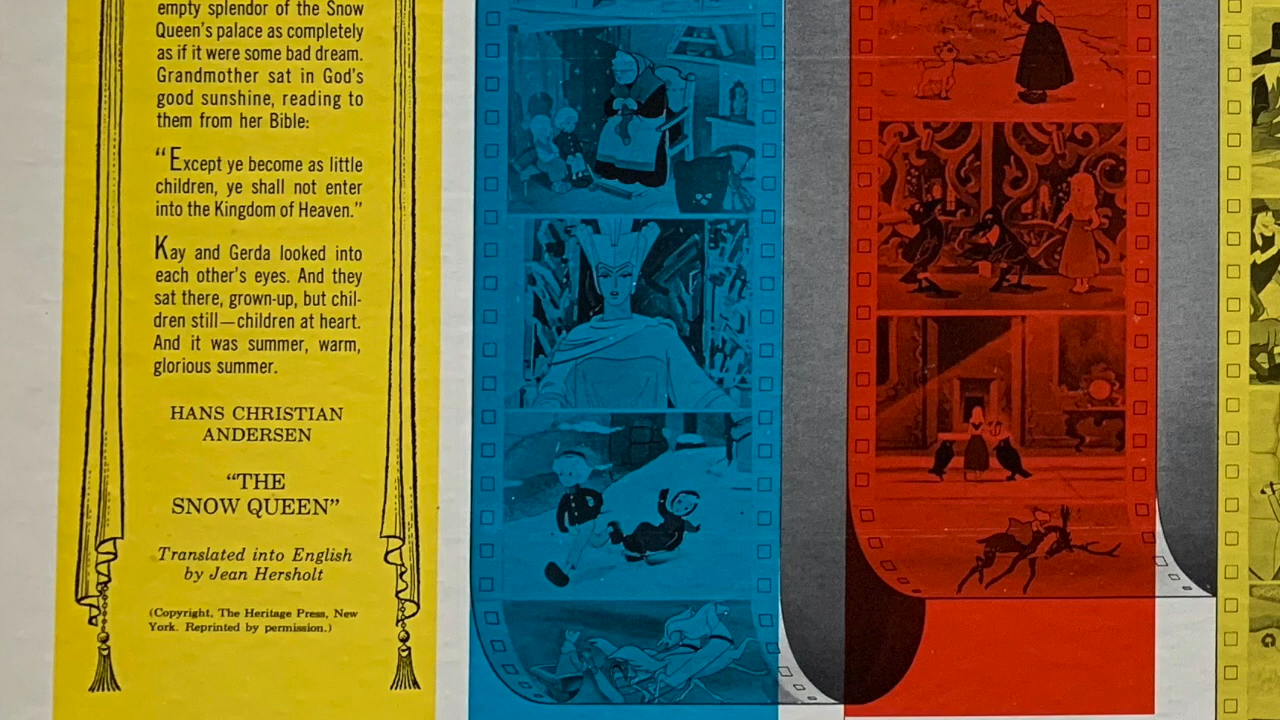 empty splendor of the Snow
Queen's palace as completely
as if it were some bad dream.
Grandmother sat in God's
good sunshine, reading to
them from her Bible:
“Except ye become as little
children, ye shall not enter
into the Kingdom of Heaven.”
Kay and Gerda looked into
each other's eyes. And they
sat there, grown-up, but chil-
dren still—children at heart.
And it was summer, warm,
glorious summer.
HANS CHRISTIAN
ANDERSEN
“THE
SNOW QUEEN”
Translated into English
by Jean Hersholt
(Copyright, The Heritage Press, New
York. Reprinted by permission.)